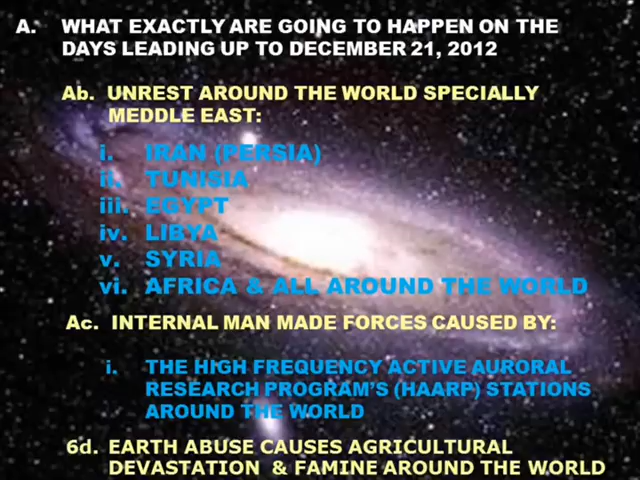 A. WHAT EXACTLY ARE GOING TO HAPPEN ON THE
DAYS LEADING UP TO DECEMBER 21, 2012
Ab. UNREST AROUND THE WORLD SPECIALLY
MEDDLE EAST:
i. IRAN (PERSIA)
ii. TUNISIA
iii. EGYPT
iv. LIBYA
v. SYRIA
vi. AFRICA & ALL AROUND THE WORLD
Ac. INTERNAL MAN MADE FORCES CAUSED BY:
i. THE HIGH FREQUENCY ACTIVE AURORAL
RESEARCH PROGRAM'S (HAARP) STATIONS
AROUND THE WORLD
6d. EARTH ABUSE CAUSES AGRICULTURAL
DEVASTATION & FAMINE AROUND THE WORLD